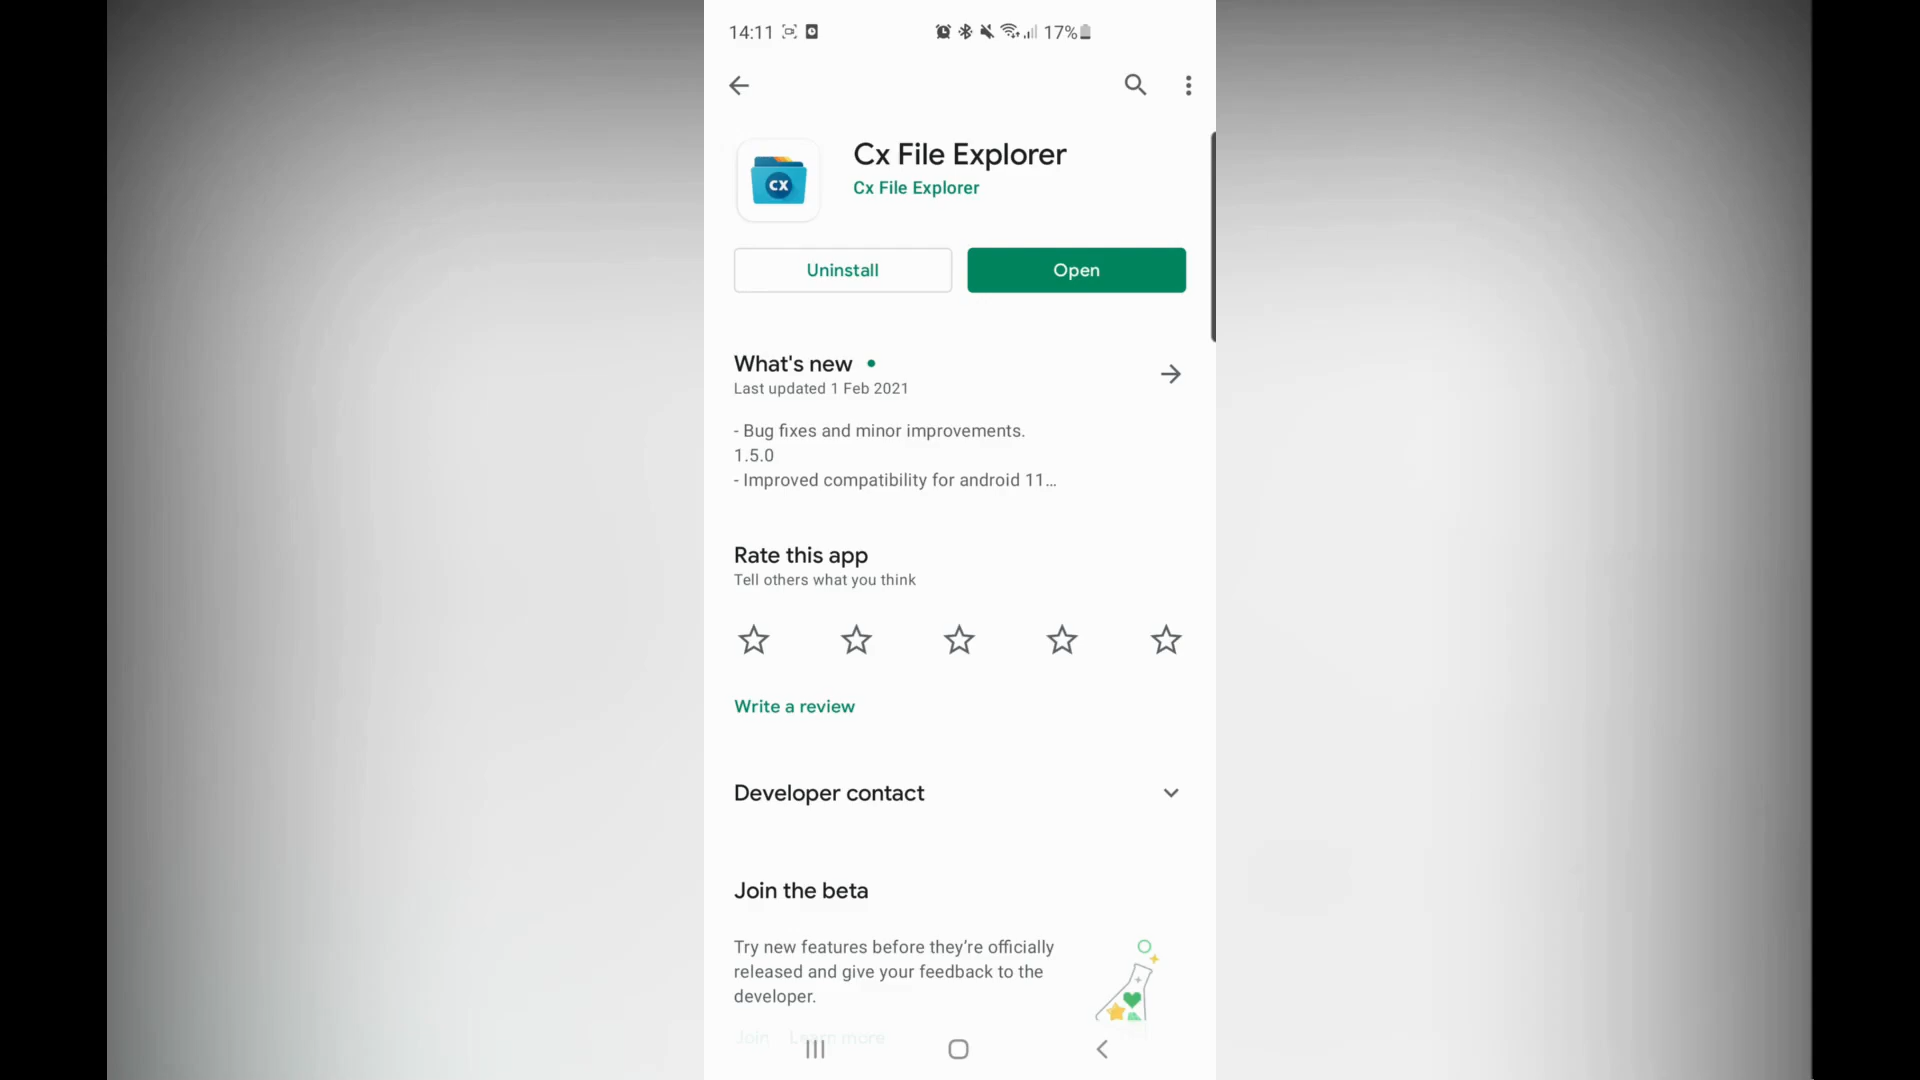 14:11 17%
Cx File Explorer
CX
Cx File Explorer
Uninstall Open
What's new
Last updated 1 Feb 2021
- Bug fixes and minor improvements.
1.5.0
- Improved compatibility for android 11...
Rate this app
Tell others what you think
Write a review
Developer contact
Join the beta
Try new features before they’re officially
released and give your feedback to the
developer.
Join Learn more